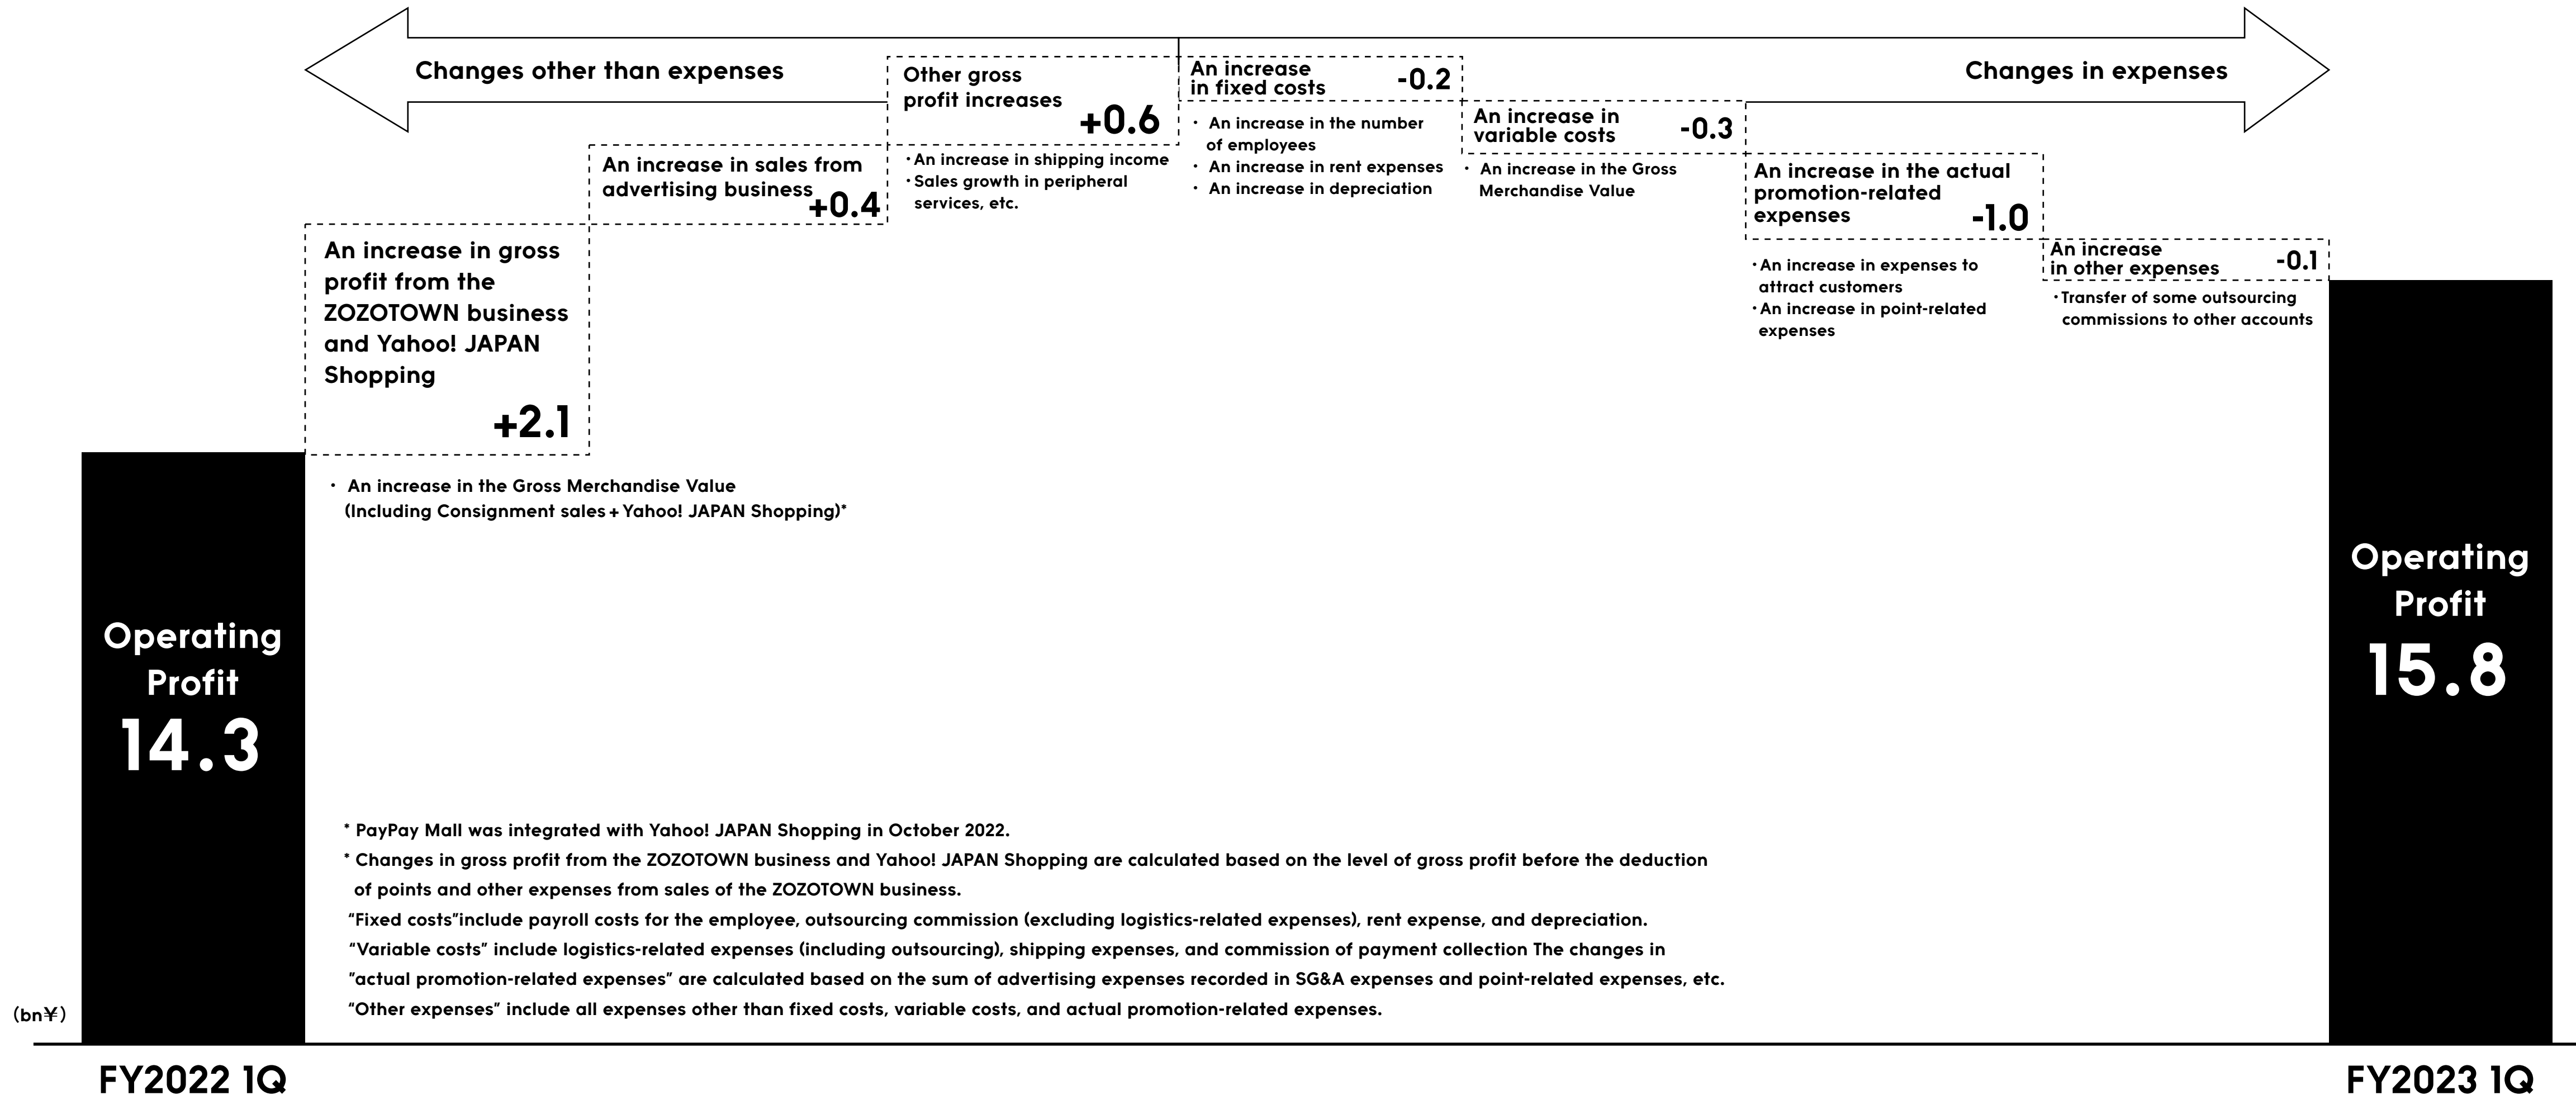 Changes other than expenses
Changes in expenses
Other gross
profit increases
+0.6
・An increase in shipping income
・Sales growth in peripheral
services, etc.
An increase
in fixed costs
-0.2
・ An increase in the number
of employees
・ An increase in rent expenses
・ An increase in depreciation
An increase in
variable costs
-0.3
・ An increase in the Gross
Merchandise Value
An increase in sales from
advertising business
+0.4
An increase in the actual
promotion-related
expenses
-1.0
・An increase in expenses to
attract customers
・An increase in point-related
expenses
An increase
in other expenses
-0.1
・Transfer of some outsourcing
commissions to other accounts
An increase in gross
profit from the
ZOZOTOWN business
and Yahoo! JAPAN
Shopping
+2.1
・ An increase in the Gross Merchandise Value
(Including Consignment sales+Yahoo! JAPAN Shopping)*
Operating
Profit
14.3
Operating
Profit
15.8
* PayPay Mall was integrated with Yahoo! JAPAN Shopping in October 2022.
* Changes in gross profit from the ZOZOTOWN business and Yahoo! JAPAN Shopping are calculated based on the level of gross profit before the deduction
of points and other expenses from sales of the ZOZOTOWN business.
“Fixed costs”include payroll costs for the employee, outsourcing commission (excluding logistics-related expenses), rent expense, and depreciation.
“Variable costs” include logistics-related expenses (including outsourcing), shipping expenses, and commission of payment collection The changes in
”actual promotion-related expenses” are calculated based on the sum of advertising expenses recorded in SG&A expenses and point-related expenses, etc.
“Other expenses” include all expenses other than fixed costs, variable costs, and actual promotion-related expenses.
(bn¥)
FY2022 1Q
FY2023 1Q